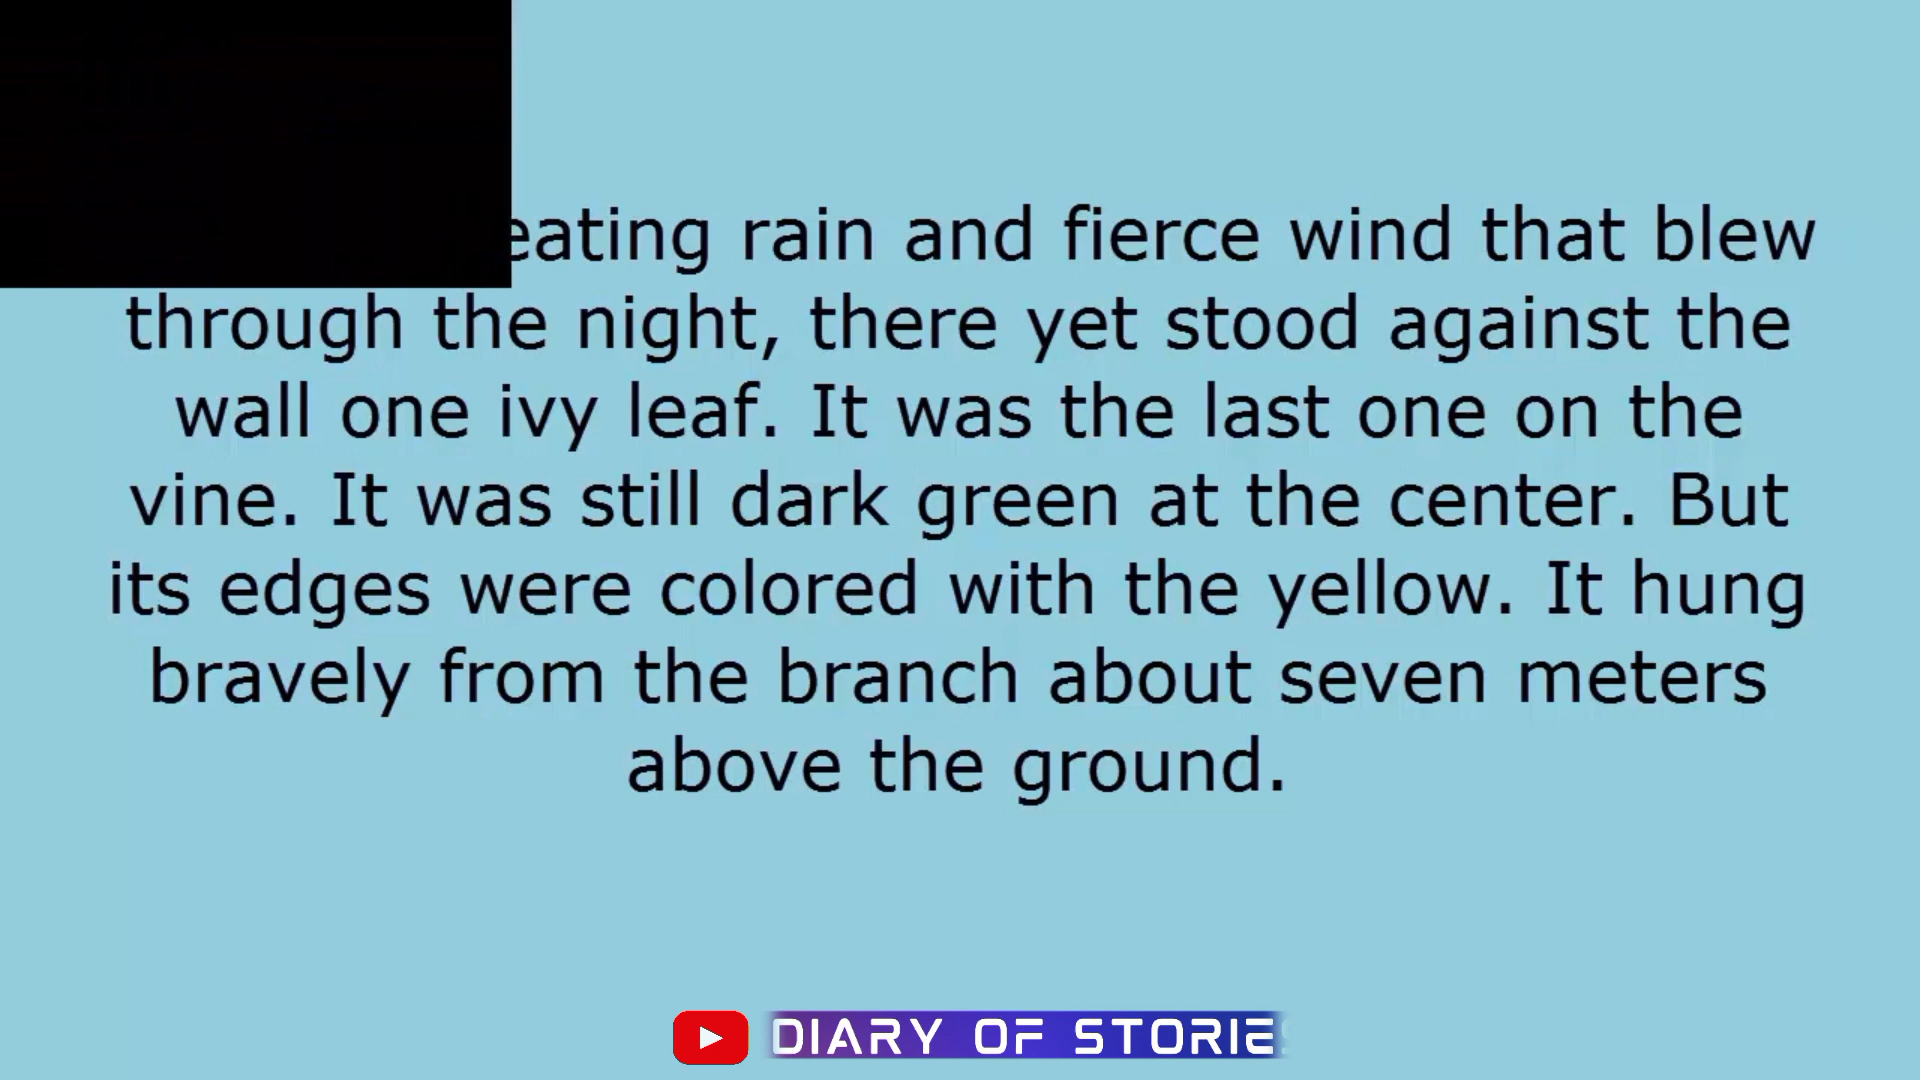 rain and fierce wind that blew
through the night, there yet stood against the
wall one ivy leaf. It was the last one on the
vine. It was still dark green at the center. But
its edges were colored with the yellow. It hung
bravely from the branch about seven meters
above the ground.
DIARY OF STORIES